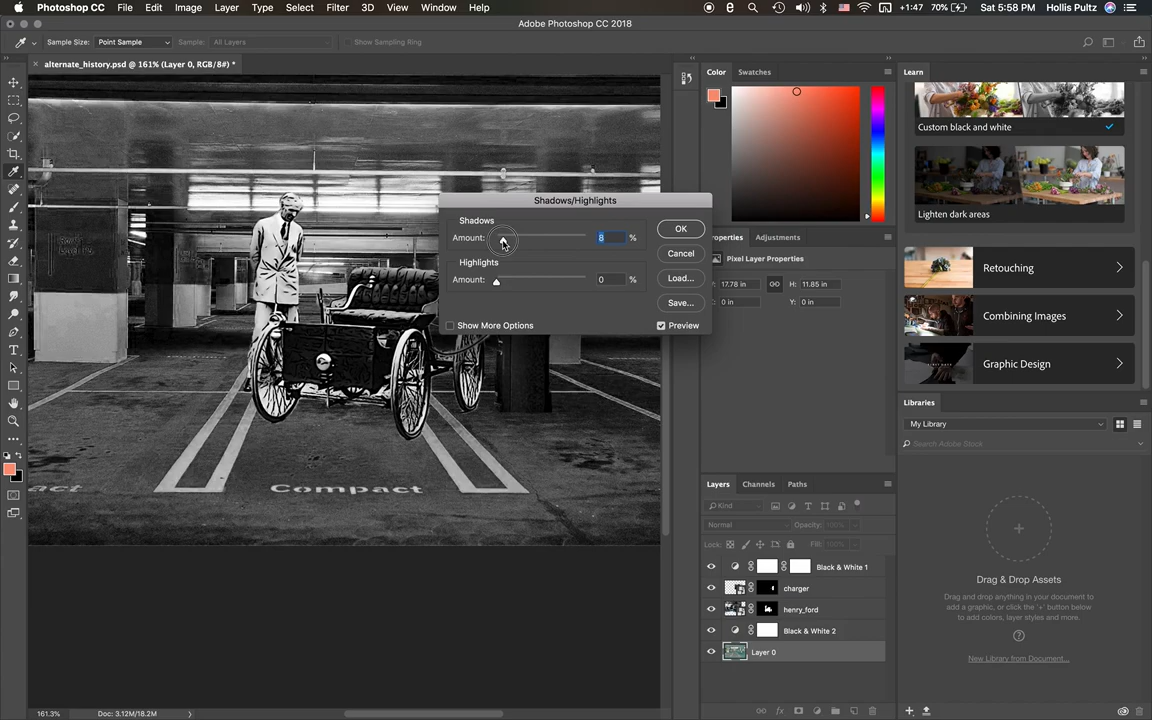 Photoshop CC File Edit Image Layer Type Select Filter 3D View Window Help +1:47 70% Sat 5:58 PM Hollis Pultz
Adobe Photoshop CC 2018
Sample Size: Point Sample Sample: All Layers Show Sampling Ring
alternate_history.psd @ 161% (Layer 0, RGB/8#) *
Color Swatches
Learn
Custom black and white
Lighten dark areas
Shadows/Highlights
Shadows
Amount: 8 %
OK
Highlights
Amount: 0 %
Cancel
Load...
Save...
Show More Options
Preview
roperties Adjustments
Pixel Layer Properties
17.78 in H: 11.85 in
0 in Y: 0 in
Retouching
Combining Images
Graphic Design
Libraries
My Library
Search Adobe Stock
Compact
Layers Channels Paths
Kind
Normal Opacity: 100%
Lock: Fill: 100%
Black & White 1
charger
henry_ford
Black & White 2
Layer 0
Drag & Drop Assets
Drag and drop anything in your document to
add a graphic, or click the '+' button below
to add colors, layer styles and more.
New Library from Document...
161.3% Doc: 3.12M/18.2M